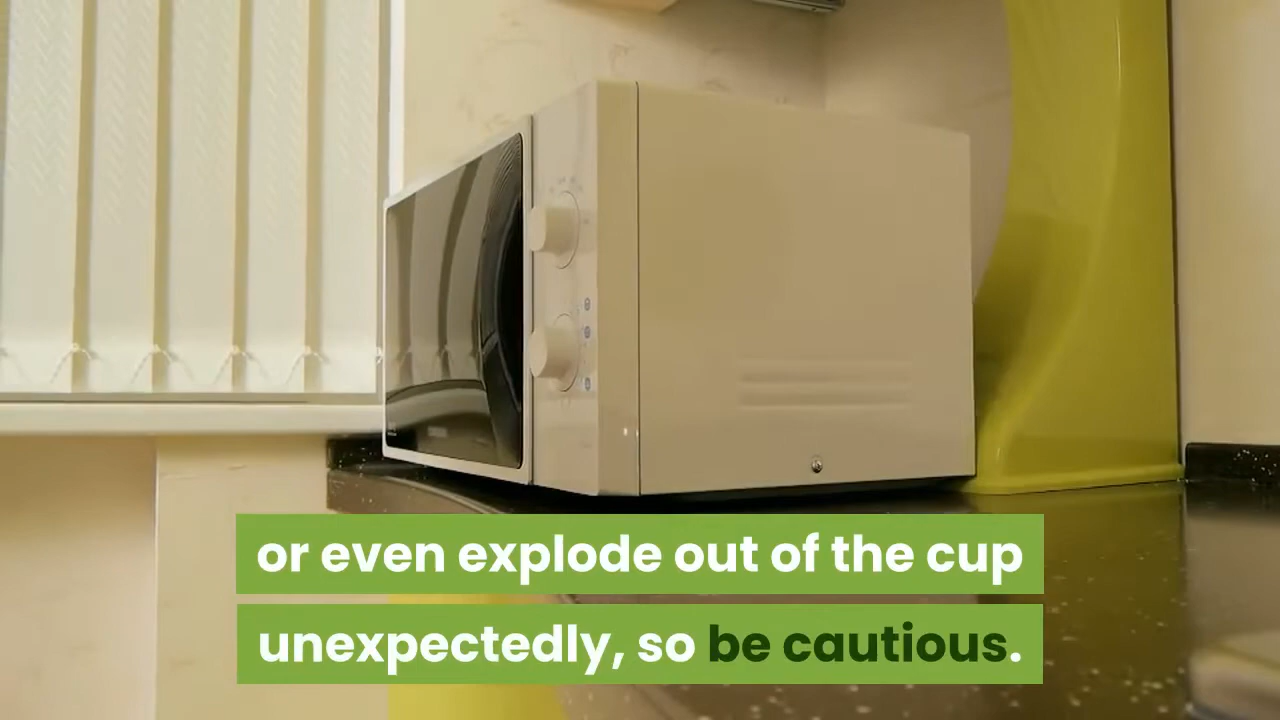 or even explode out of the cup
unexpectedly, so be cautious.